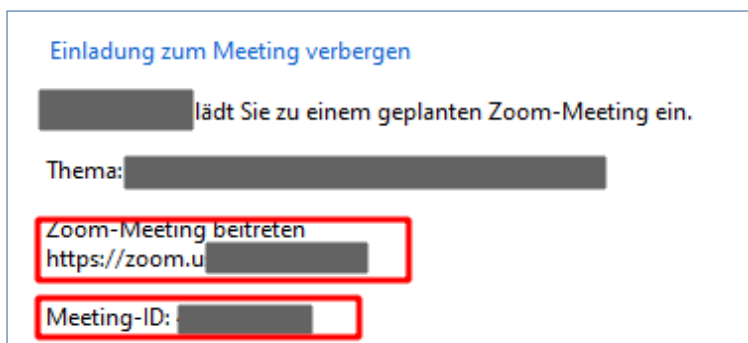 Einladung zum Meeting verbergen
lädt Sie zu einem geplanten Zoom-Meeting ein.
Thema:
Zoom-Meeting beitreten
https://zoom.u
Meeting-ID: